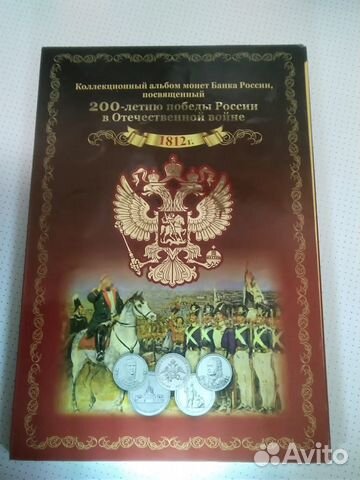 Коллекционный альбом монет Банка России,
посвященный
200-летию победы России
в Отечественной войне
1812г.
Avito